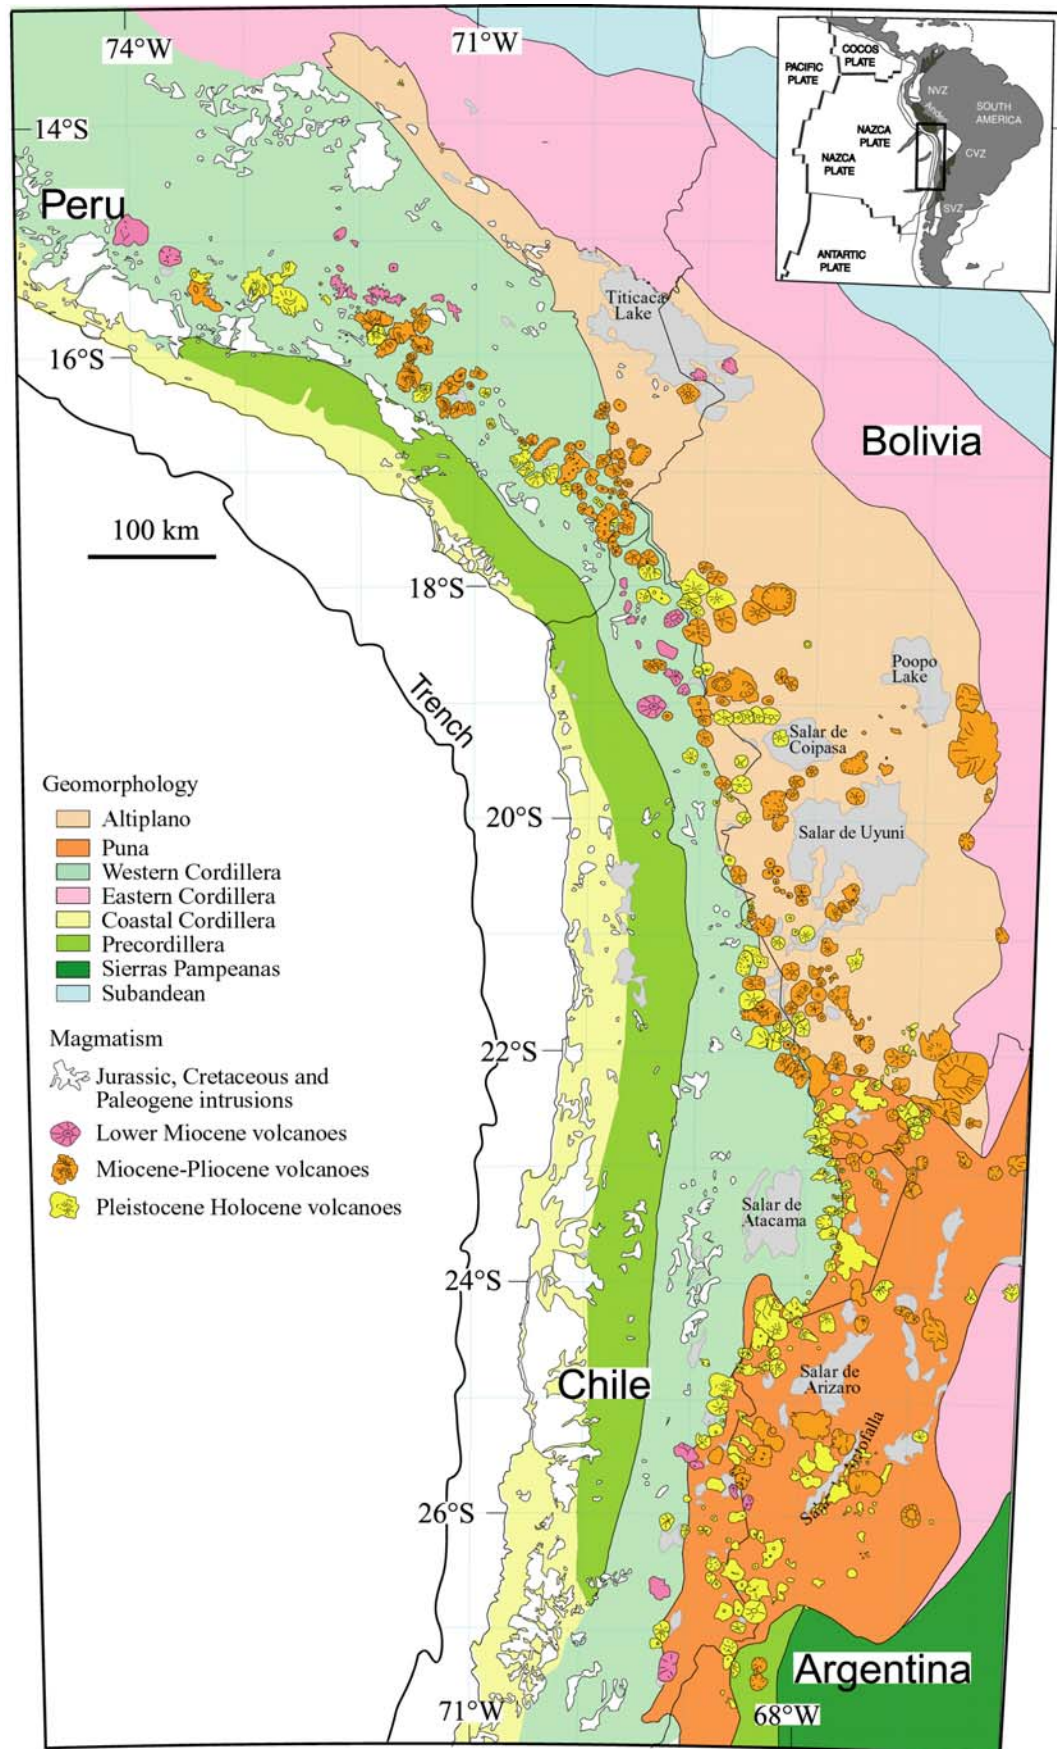 74°W
71°W
14°S
Peru
PACIFIC
PLATE
COCOS
PLATE
NVZ
Andes
SOUTH
AMERICA
NAZCA
PLATE
NAZCA
PLATE
CVZ
SVZ
ANTARTIC
PLATE
Titicaca
Lake
16°S
Bolivia
100 km
18°S
Poopo
Lake
Trench
Salar de
Coipasa
Geomorphology
Altiplano
Puna
Western Cordillera
Eastern Cordillera
Coastal Cordillera
Precordillera
Sierras Pampeanas
Subandean
20°S
Salar de Uyuni
Magmatism
Jurassic, Cretaceous and
Paleogene intrusions
Lower Miocene volcanoes
Miocene-Pliocene volcanoes
Pleistocene Holocene volcanoes
22°S
Salar de
Atacama
24°S
Chile
Salar de
Arizaro
26°S
Argentina
71°W
68°W